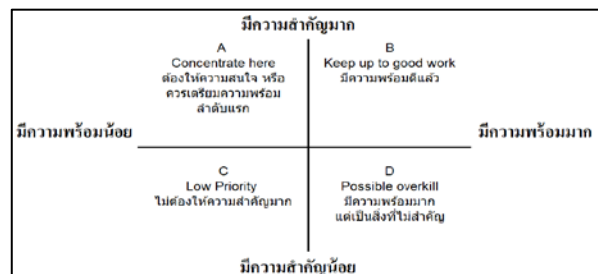 มีความสำคัญมาก
A
Concentrate here
ต้องให้ความสนใจ หรือ
ควรเตรียมความพร้อม
ลำดับแรก
B
Keep up to good work
มีความพร้อมดีแล้ว
มีความพร้อมน้อย
มีความพร้อมมาก
C
Low Priority
ไม่ต้องให้ความสำคัญมาก
D
Possible overkill
มีความพร้อมมาก
แต่เป็นสิ่งที่ไม่สำคัญ
มีความสำคัญน้อย